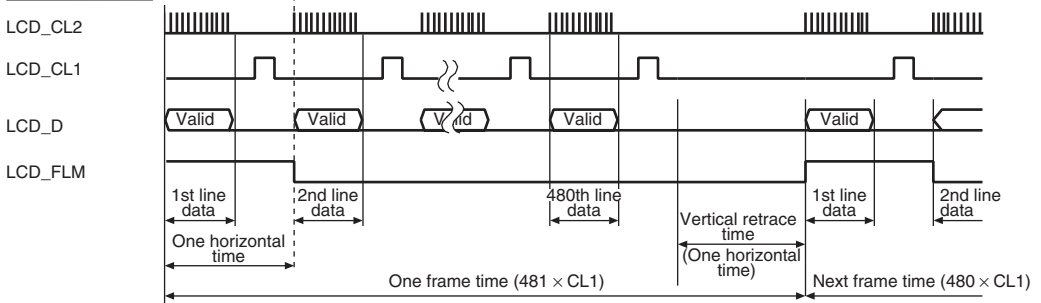 LCD_CL2
LCD_CL1
LCD_D
Valid
Valid
Valid
Valid
Valid
LCD_FLM
1st line
data
2nd line
data
480th line
data
1st line
data
2nd line
data
One horizontal
time
Vertical retrace
time
(One horizontal
time)
One frame time (481 × CL1)
Next frame time (480 × CL1)